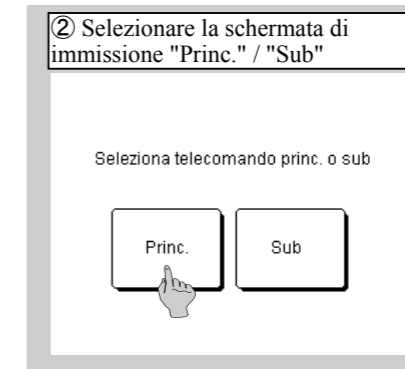 ② Selezionare la schermata di
immissione "Princ." / "Sub"
Seleziona telecomando princ. o sub
Princ. Sub